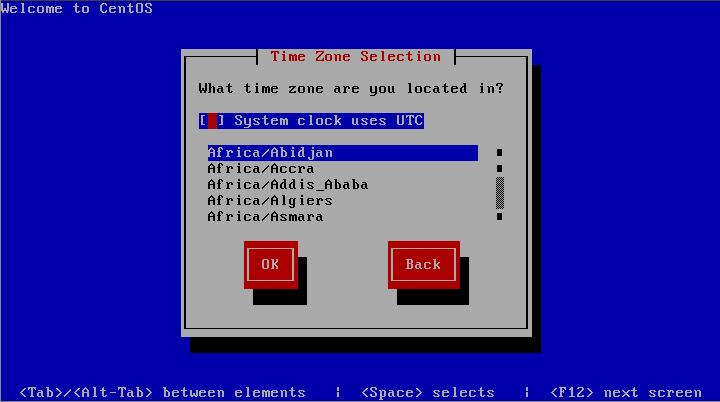 Welcome to CentOS
Time Zone Selection
What time zone are you located in?
[ ] System clock uses UTC
Africa/Abidjan
Africa/Accra
Africa/Addis_Ababa
Africa/Algiers
Africa/Asmara
OK
Back
<Tab>/<Alt-Tab> between elements | <Space> selects | <F12> next screen